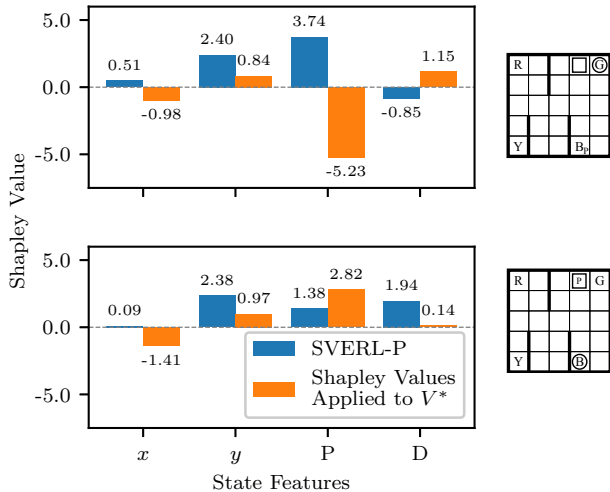 Shapley Value
5.0
0.0
-5.0
0.51
-0.98
2.40
0.84
3.74
-5.23
-0.85
1.15
R
G
Y
B P
5.0
0.0
-5.0
0.09
-1.41
2.38
0.97
1.38
2.82
1.94
0.14
SVERL-P
Shapley Values
Applied to V*
x
y
P
D
State Features
R
P
G
Y
B